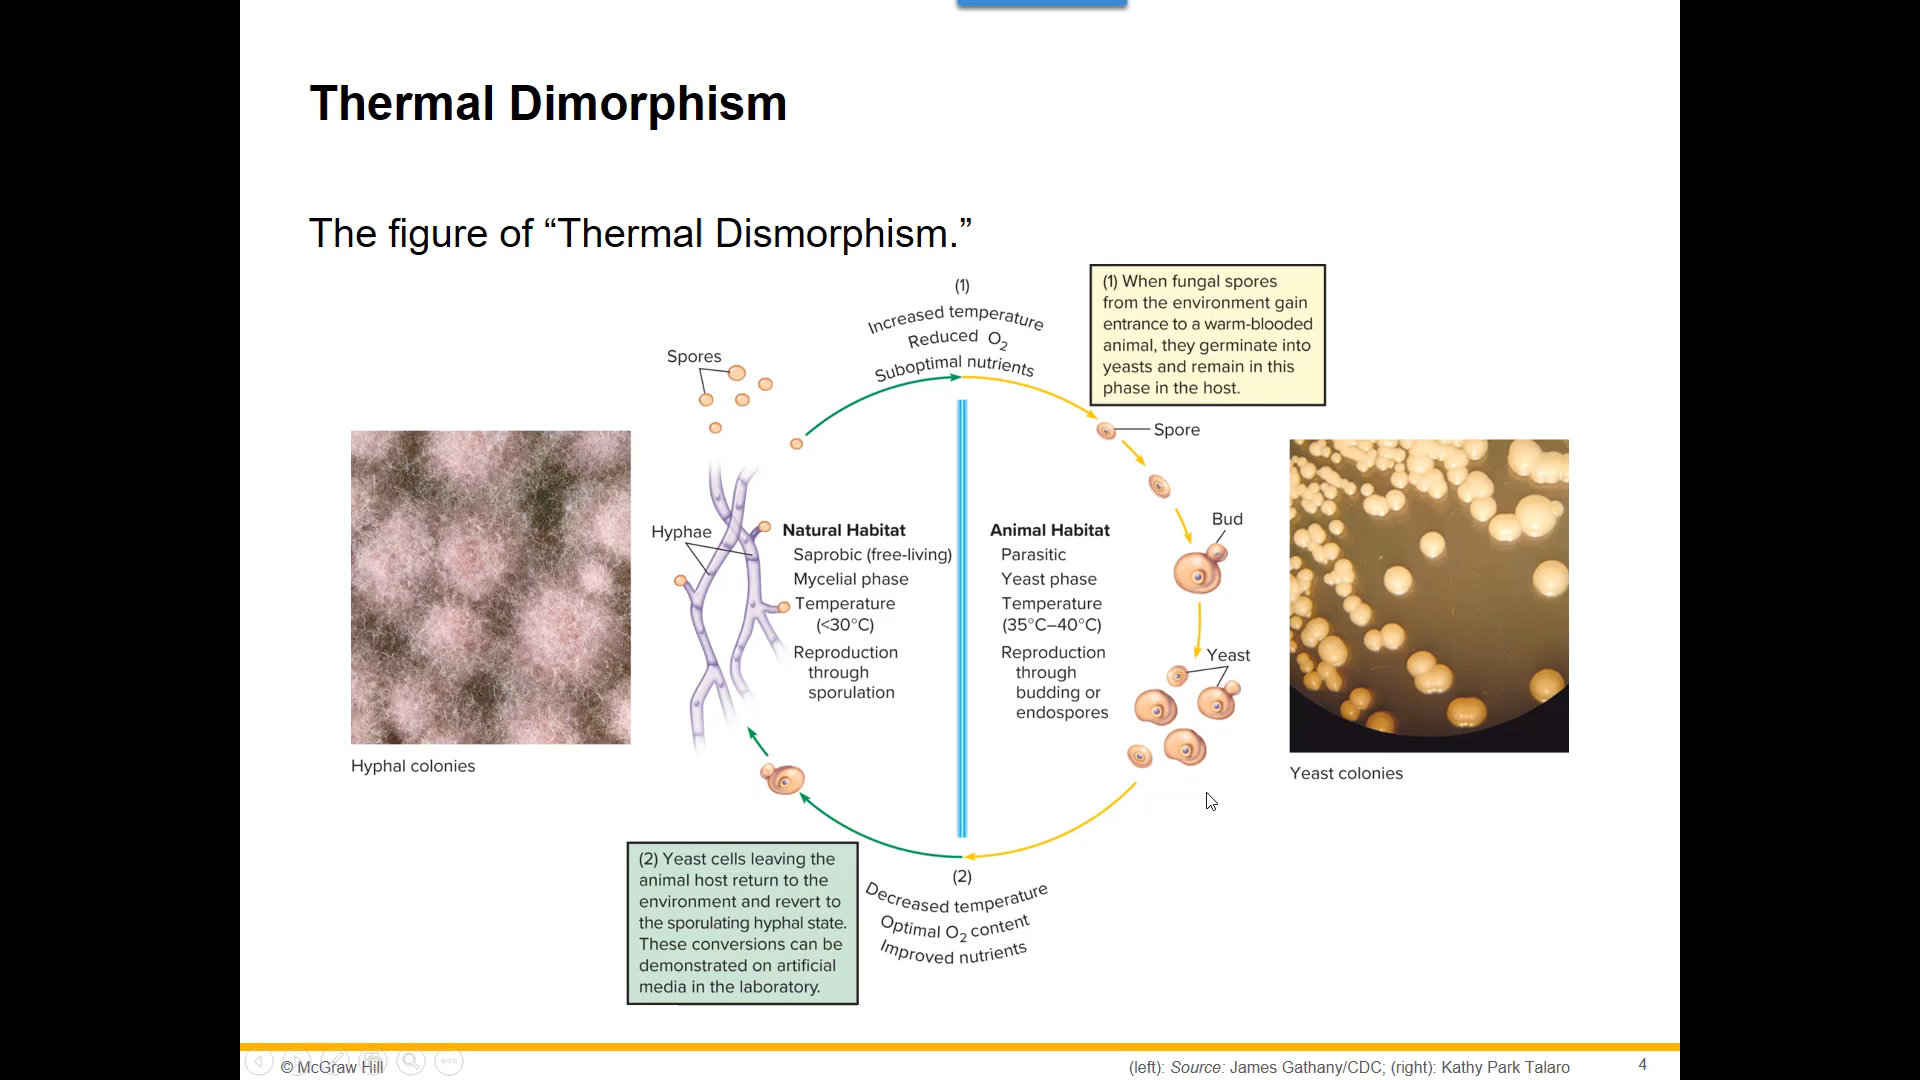 Thermal Dimorphism
The figure of “Thermal Dismorphism.”
(1)
Increased temperature
Reduced O2
Suboptimal nutrients
(1) When fungal spores
from the environment gain
entrance to a warm-blooded
animal, they germinate into
yeasts and remain in this
phase in the host.
Spores
Spore
Hyphae
Natural Habitat
Saprobic (free-living)
Mycelial phase
Temperature
(<30°C)
Reproduction
through
sporulation
Animal Habitat
Parasitic
Yeast phase
Temperature
(35°C–40°C)
Reproduction
through
budding or
endospores
Bud
Yeast
Hyphal colonies
Yeast colonies
(2) Yeast cells leaving the
animal host return to the
environment and revert to
the sporulating hyphal state.
These conversions can be
demonstrated on artificial
media in the laboratory.
(2)
Decreased temperature
Optimal O2 content
Improved nutrients
© McGraw Hill
(left): Source: James Gathany/CDC; (right): Kathy Park Talaro
4